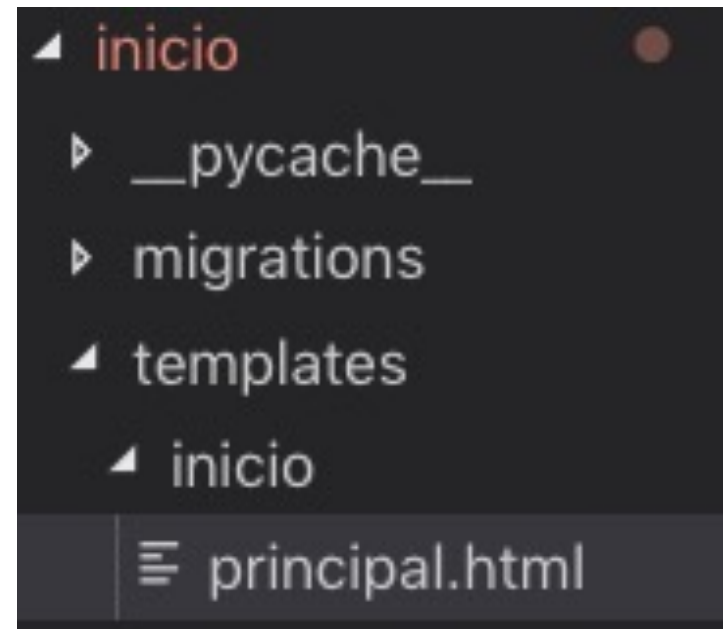 inicio
__pycache__
migrations
templates
inicio
principal.html